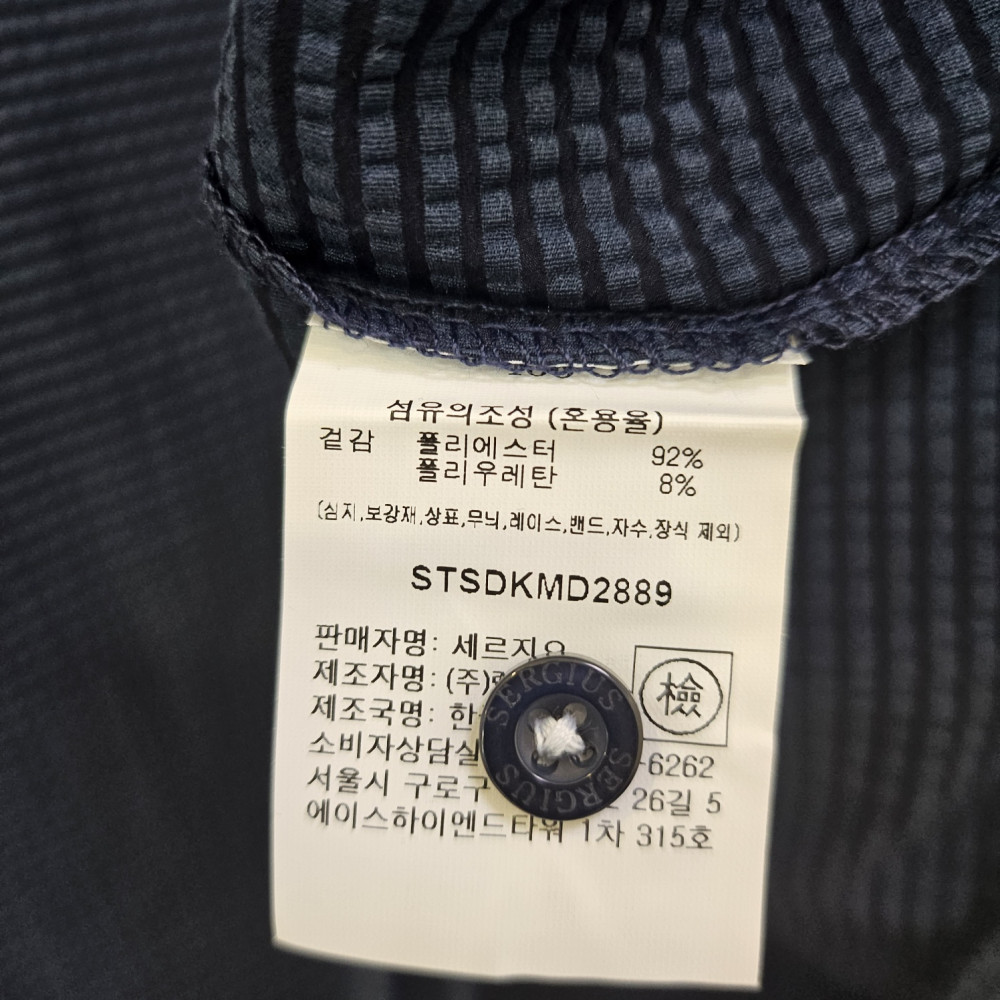 섬유의조성 (혼용율)
겉감 폴리에스터 92%
폴리우레탄 8%
(심지,보강재,상표,무늬,레이스,밴드,자수,장식 제외)
STSDKMD2889
판매자명: 세르지오
제조자명: (주)
제조국명:
檢
소비자상담실 -6262
서울시 구로구 26길 5
에이스하이엔드타워 1차 315호
SERGIUS
SERGIUS